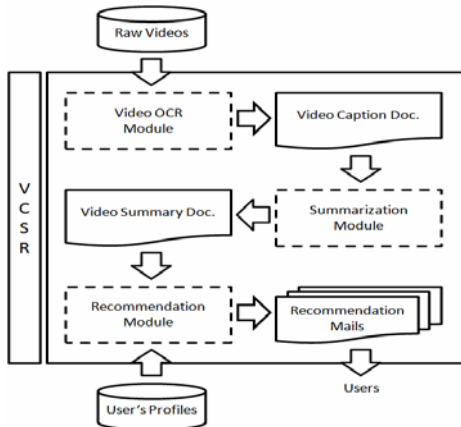 Raw Videos
Video OCR
Module
Video Caption Doc.
V
C
S
R
Video Summary Doc.
Summarization
Module
Recommendation
Module
Recommendation
Mails
Users
User's Profiles